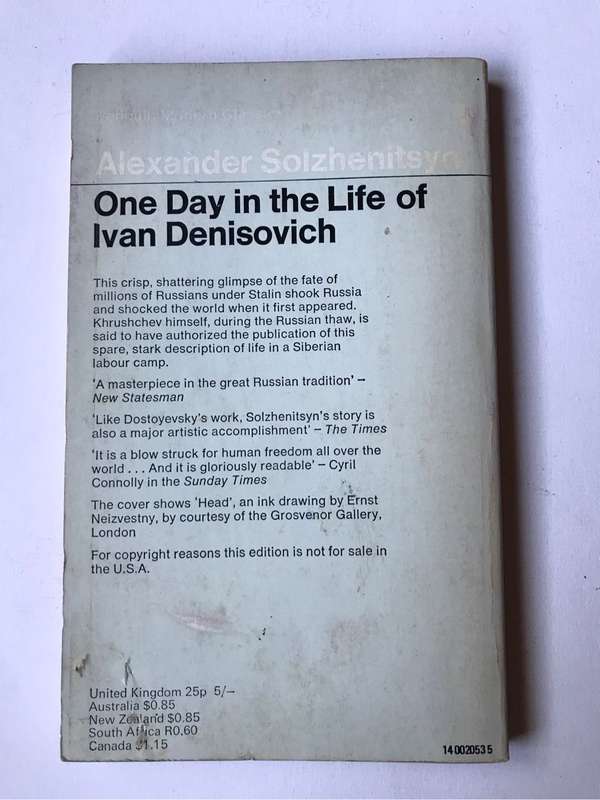 Alexander Solzhenitsyn
One Day in the Life of
Ivan Denisovich
This crisp, shattering glimpse of the fate of
millions of Russians under Stalin shook Russia
and shocked the world when it first appeared.
Khrushchev himself, during the Russian thaw, is
said to have authorized the publication of this
spare, stark description of life in a Siberian
labour camp.
'A masterpiece in the great Russian tradition' –
New Statesman
'Like Dostoyevsky's work, Solzhenitsyn's story is
also a major artistic accomplishment' – The Times
'It is a blow struck for human freedom all over the
world . . . And it is gloriously readable' – Cyril
Connolly in the Sunday Times
The cover shows 'Head', an ink drawing by Ernst
Neizvestny, by courtesy of the Grosvenor Gallery,
London
For copyright reasons this edition is not for sale in
the U.S.A.
United Kingdom 25p 5/–
Australia $0.85
New Zealand $0.85
South Africa R0,60
Canada $1.15
14 002053 5